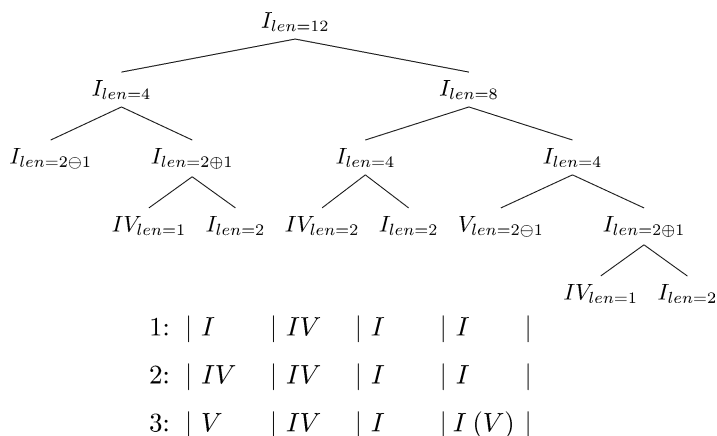 I_{len=12}
I_{len=4} I_{len=8}
I_{len=2⊖1} I_{len=2⊕1} I_{len=4} I_{len=4}
IV_{len=1} I_{len=2} IV_{len=2} I_{len=2} V_{len=2⊖1} I_{len=2⊕1}
IV_{len=1} I_{len=2}
1: | I | IV | I | I |
2: | IV | IV | I | I |
3: | V | IV | I | I (V) |